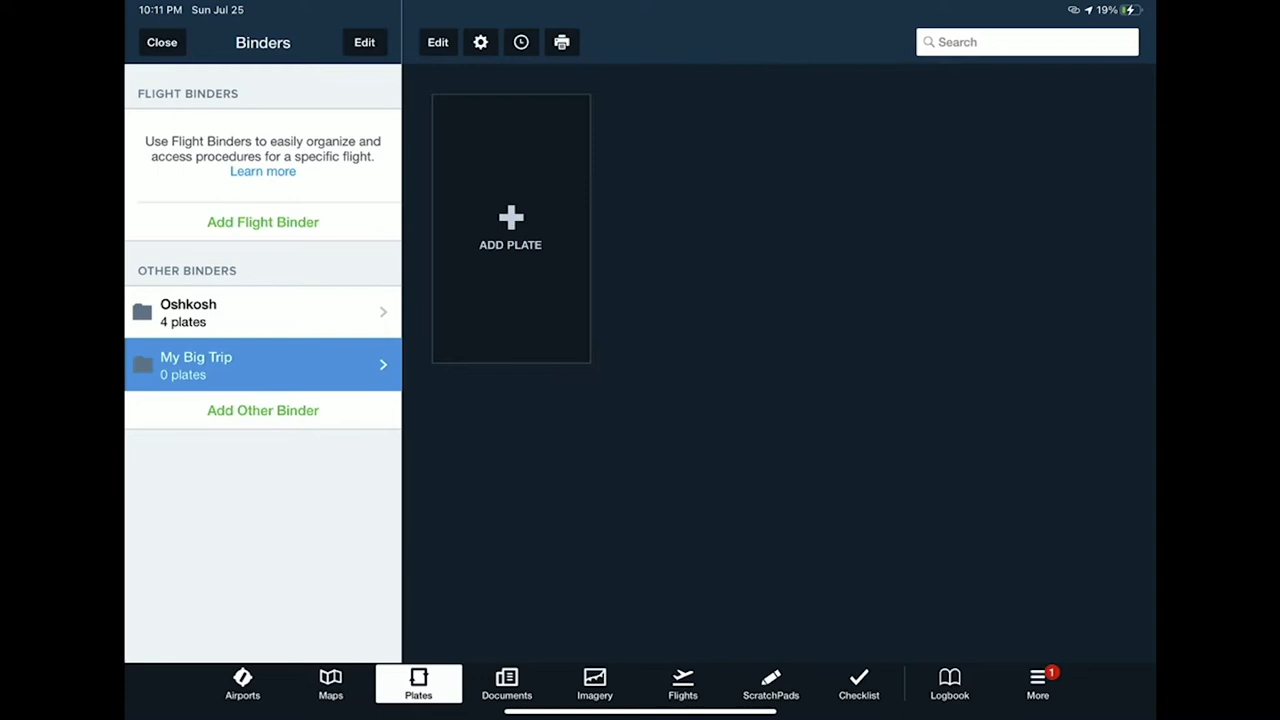 10:11 PM Sun Jul 25
19%
Close
Binders
Edit
Edit
Search
FLIGHT BINDERS
Use Flight Binders to easily organize and
access procedures for a specific flight.
Learn more
Add Flight Binder
OTHER BINDERS
Oshkosh
4 plates
My Big Trip
0 plates
Add Other Binder
ADD PLATE
Airports
Maps
Plates
Documents
Imagery
Flights
ScratchPads
Checklist
Logbook
More
1